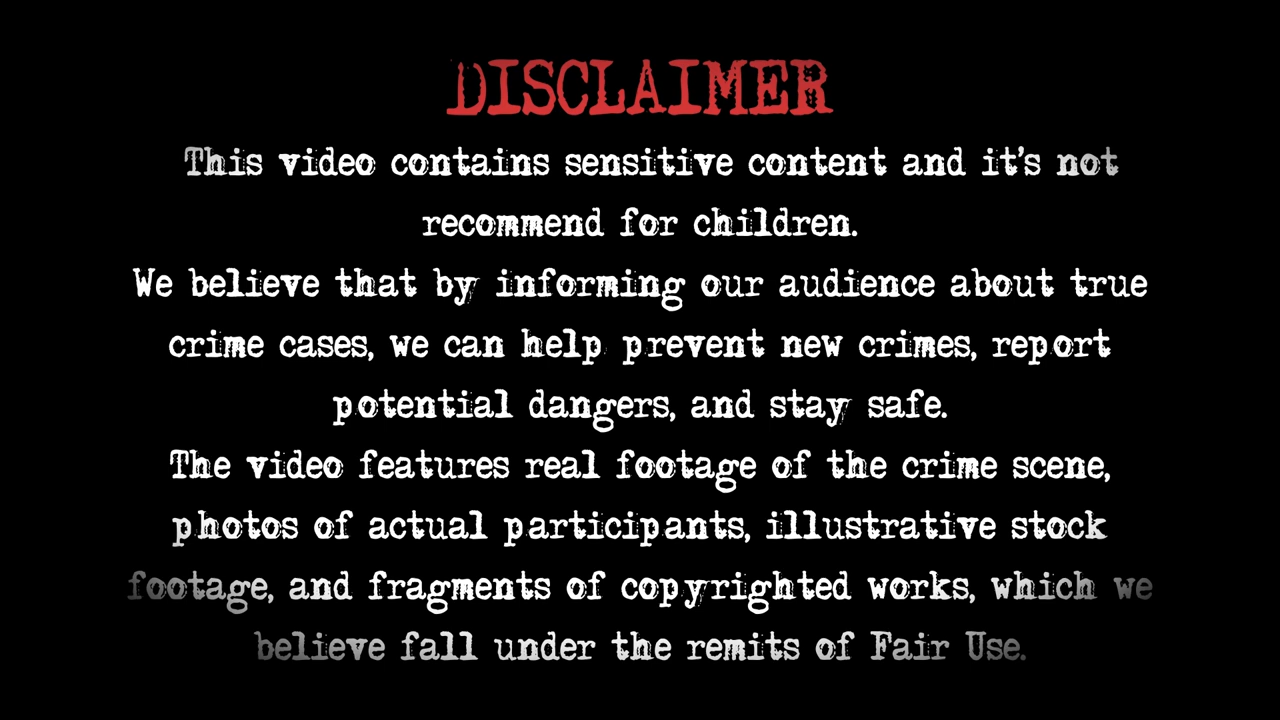 DISCLAIMER
This video contains sensitive content and it's not
recommend for children.
We believe that by informing our audience about true
crime cases, we can help prevent new crimes, report
potential dangers, and stay safe.
The video features real footage of the crime scene,
photos of actual participants, illustrative stock
footage, and fragments of copyrighted works, which we
believe fall under the remits of Fair Use.